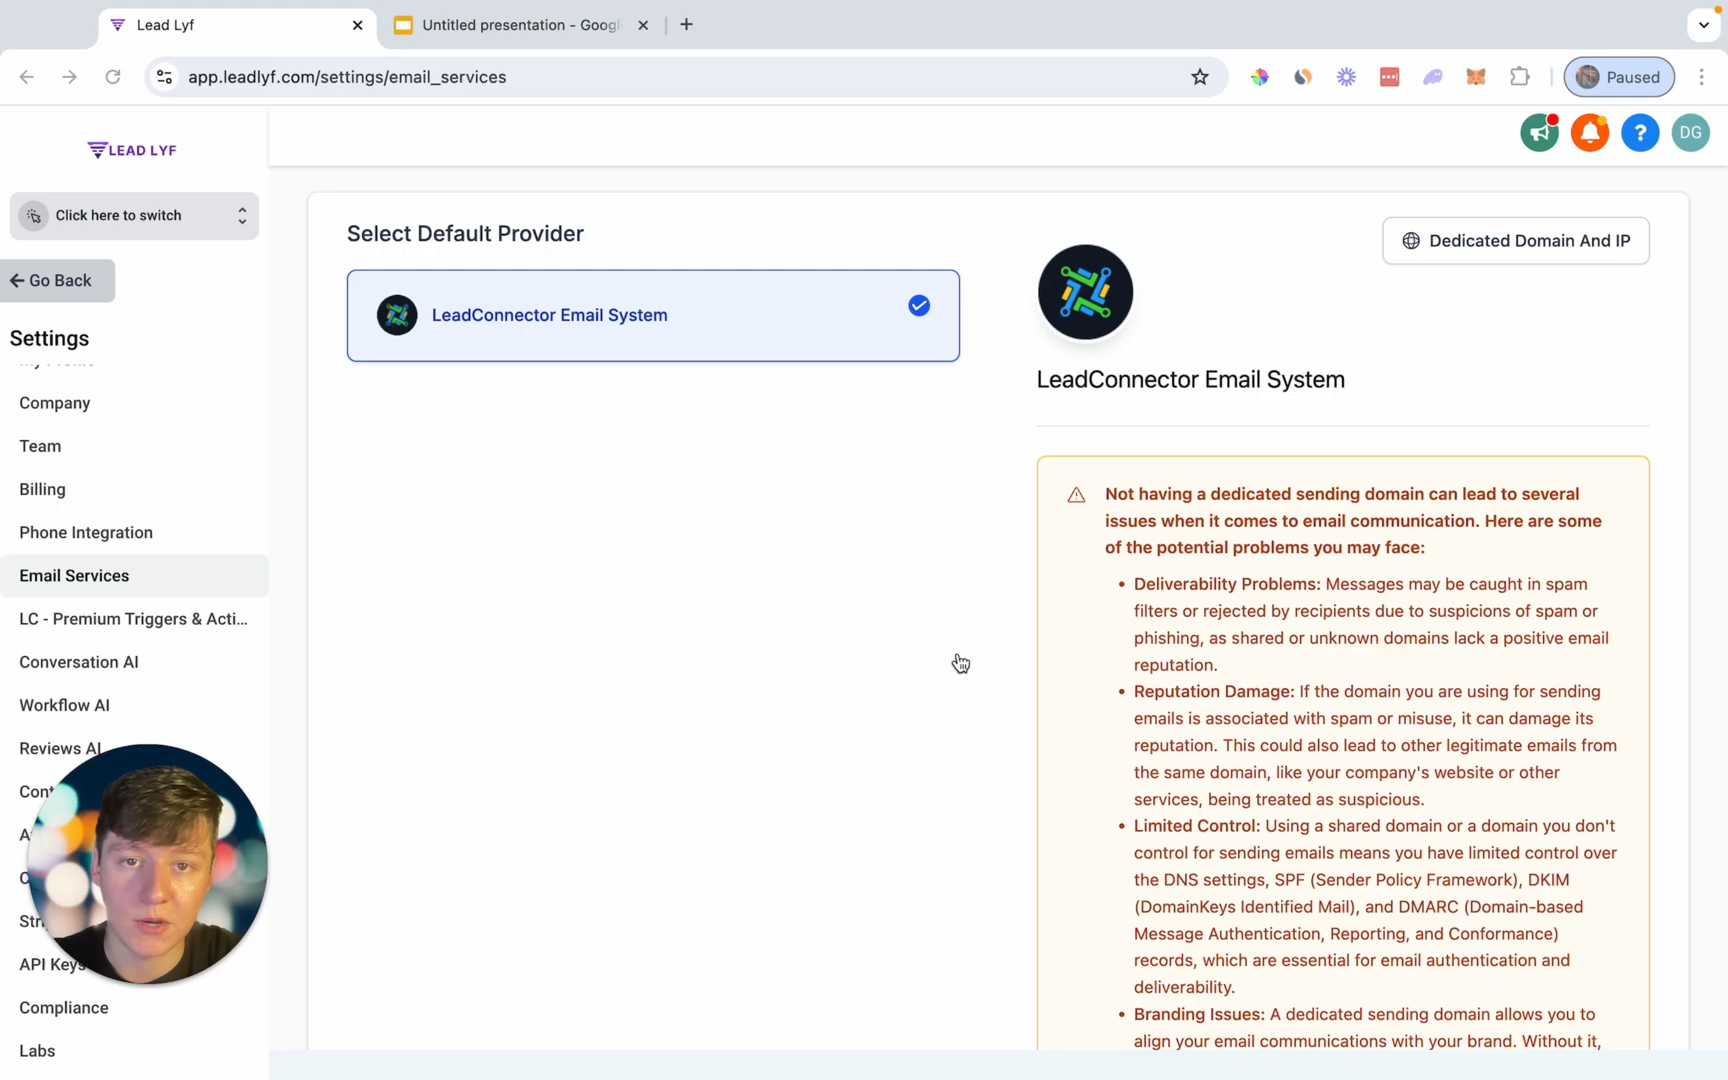 Lead Lyf
Untitled presentation - Googl
app.leadlyf.com/settings/email_services
Paused
LEAD LYF
DG
Click here to switch
Go Back
Settings
Company
Team
Billing
Phone Integration
Email Services
LC - Premium Triggers & Acti...
Conversation AI
Workflow AI
Reviews AI
Cont
A
C
Stri
API Keys
Compliance
Labs
Select Default Provider
LeadConnector Email System
Dedicated Domain And IP
LeadConnector Email System
Not having a dedicated sending domain can lead to several
issues when it comes to email communication. Here are some
of the potential problems you may face:
• Deliverability Problems: Messages may be caught in spam
filters or rejected by recipients due to suspicions of spam or
phishing, as shared or unknown domains lack a positive email
reputation.
• Reputation Damage: If the domain you are using for sending
emails is associated with spam or misuse, it can damage its
reputation. This could also lead to other legitimate emails from
the same domain, like your company's website or other
services, being treated as suspicious.
• Limited Control: Using a shared domain or a domain you don't
control for sending emails means you have limited control over
the DNS settings, SPF (Sender Policy Framework), DKIM
(DomainKeys Identified Mail), and DMARC (Domain-based
Message Authentication, Reporting, and Conformance)
records, which are essential for email authentication and
deliverability.
• Branding Issues: A dedicated sending domain allows you to
align your email communications with your brand. Without it,